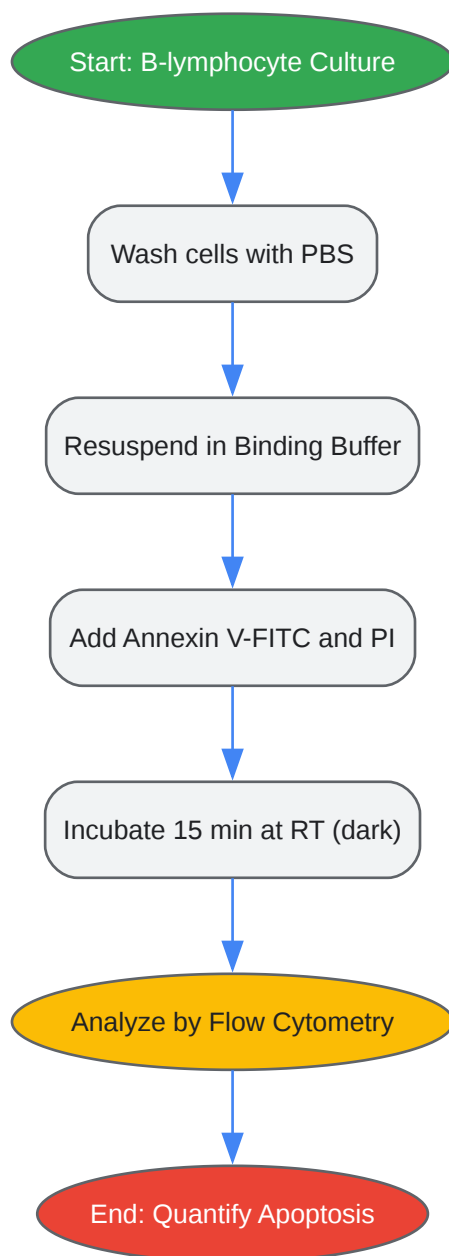 Start: B-lymphocyte Culture
Wash cells with PBS
Resuspend in Binding Buffer
Add Annexin V-FITC and PI
Incubate 15 min at RT (dark)
Analyze by Flow Cytometry
End: Quantify Apoptosis